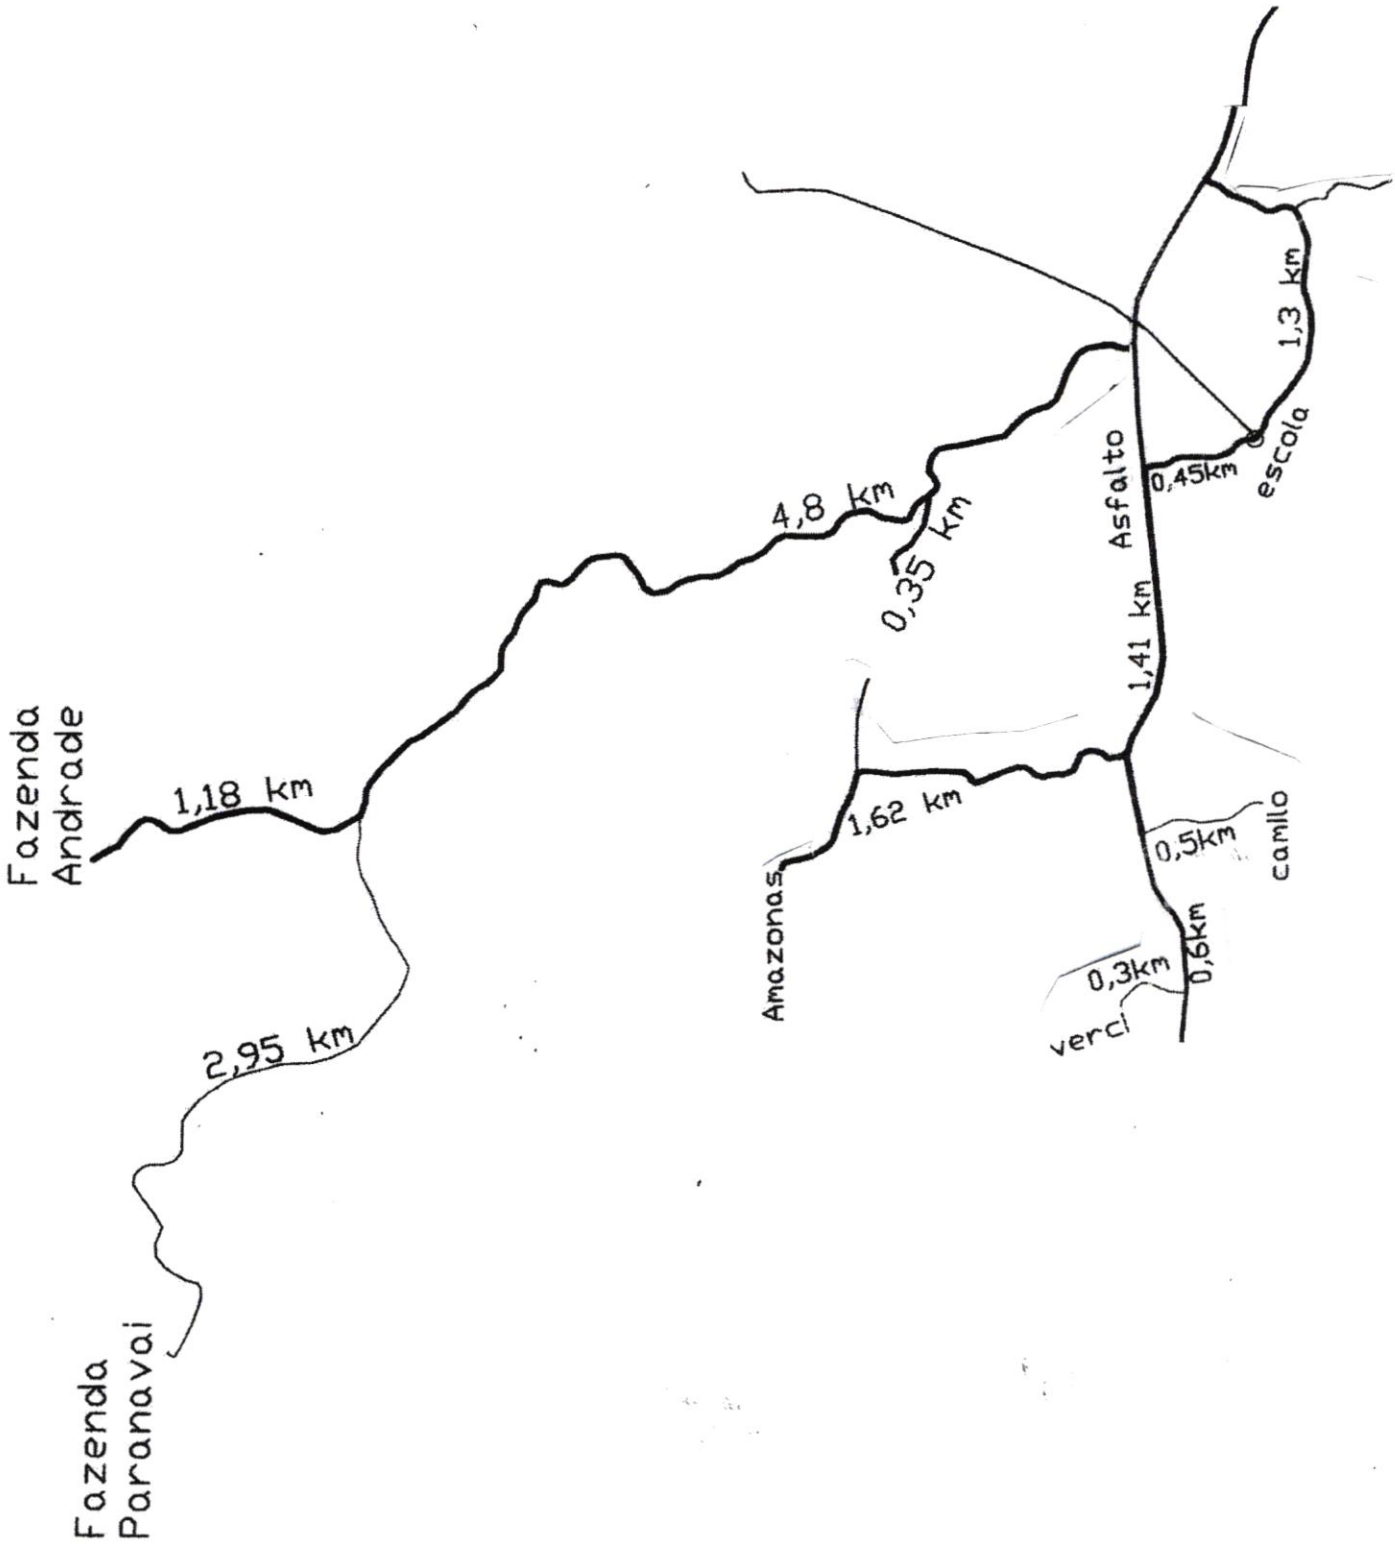 Fazenda
Andrade
1,18 km
2,95 km
Fazenda
Paranavai
4,8 km
0,35 km
Asfalto
1,41 km
0,45km
escola
1,3 km
1,62 km
Amazonas
0,5km
camilo
0,6km
0,3km
verci